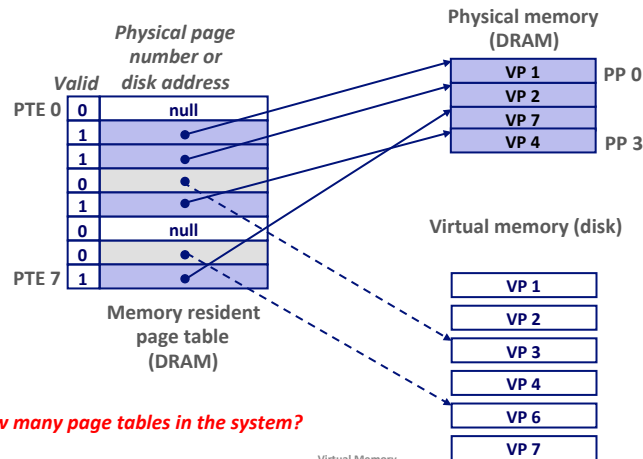 Physical page
number or
disk address
Valid
PTE 0
0 null
1
1
0
1
0 null
0
PTE 7 1
Memory resident
page table
(DRAM)
Physical memory
(DRAM)
VP 1 PP 0
VP 2
VP 7
VP 4 PP 3
Virtual memory (disk)
VP 1
VP 2
VP 3
VP 4
VP 6
VP 7
many page tables in the system?
Virtual Memory